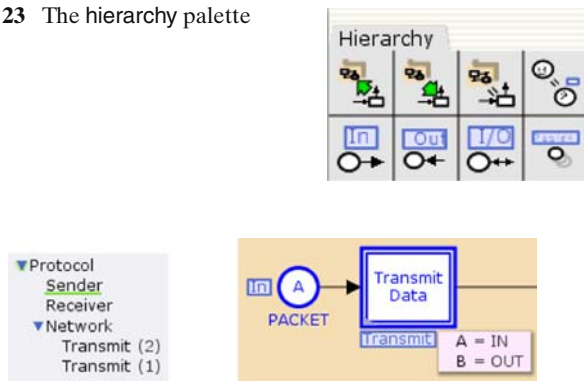 23 The hierarchy palette
Hierarchy
In Out I/O
Protocol
Sender
Receiver
Network
Transmit (2)
Transmit (1)
In A Transmit Data
PACKET
Transmit
A = IN
B = OUT